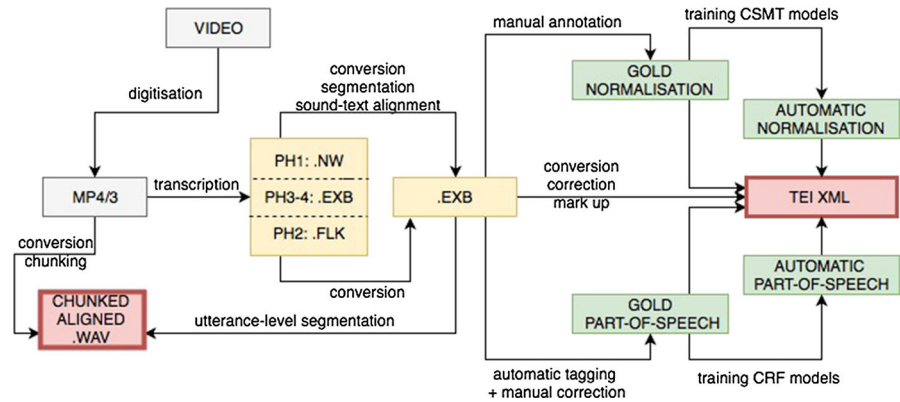 VIDEO
digitisation
MP4/3
transcription
conversion
chunking
CHUNKED
ALIGNED
.WAV
conversion
segmentation
sound-text alignment
PH1: .NW
PH3-4: .EXB
PH2: .FLK
conversion
utterance-level segmentation
.EXB
manual annotation
GOLD
NORMALISATION
training CSMT models
AUTOMATIC
NORMALISATION
conversion
correction
mark up
TEI XML
AUTOMATIC
PART-OF-SPEECH
GOLD
PART-OF-SPEECH
automatic tagging
+ manual correction
training CRF models